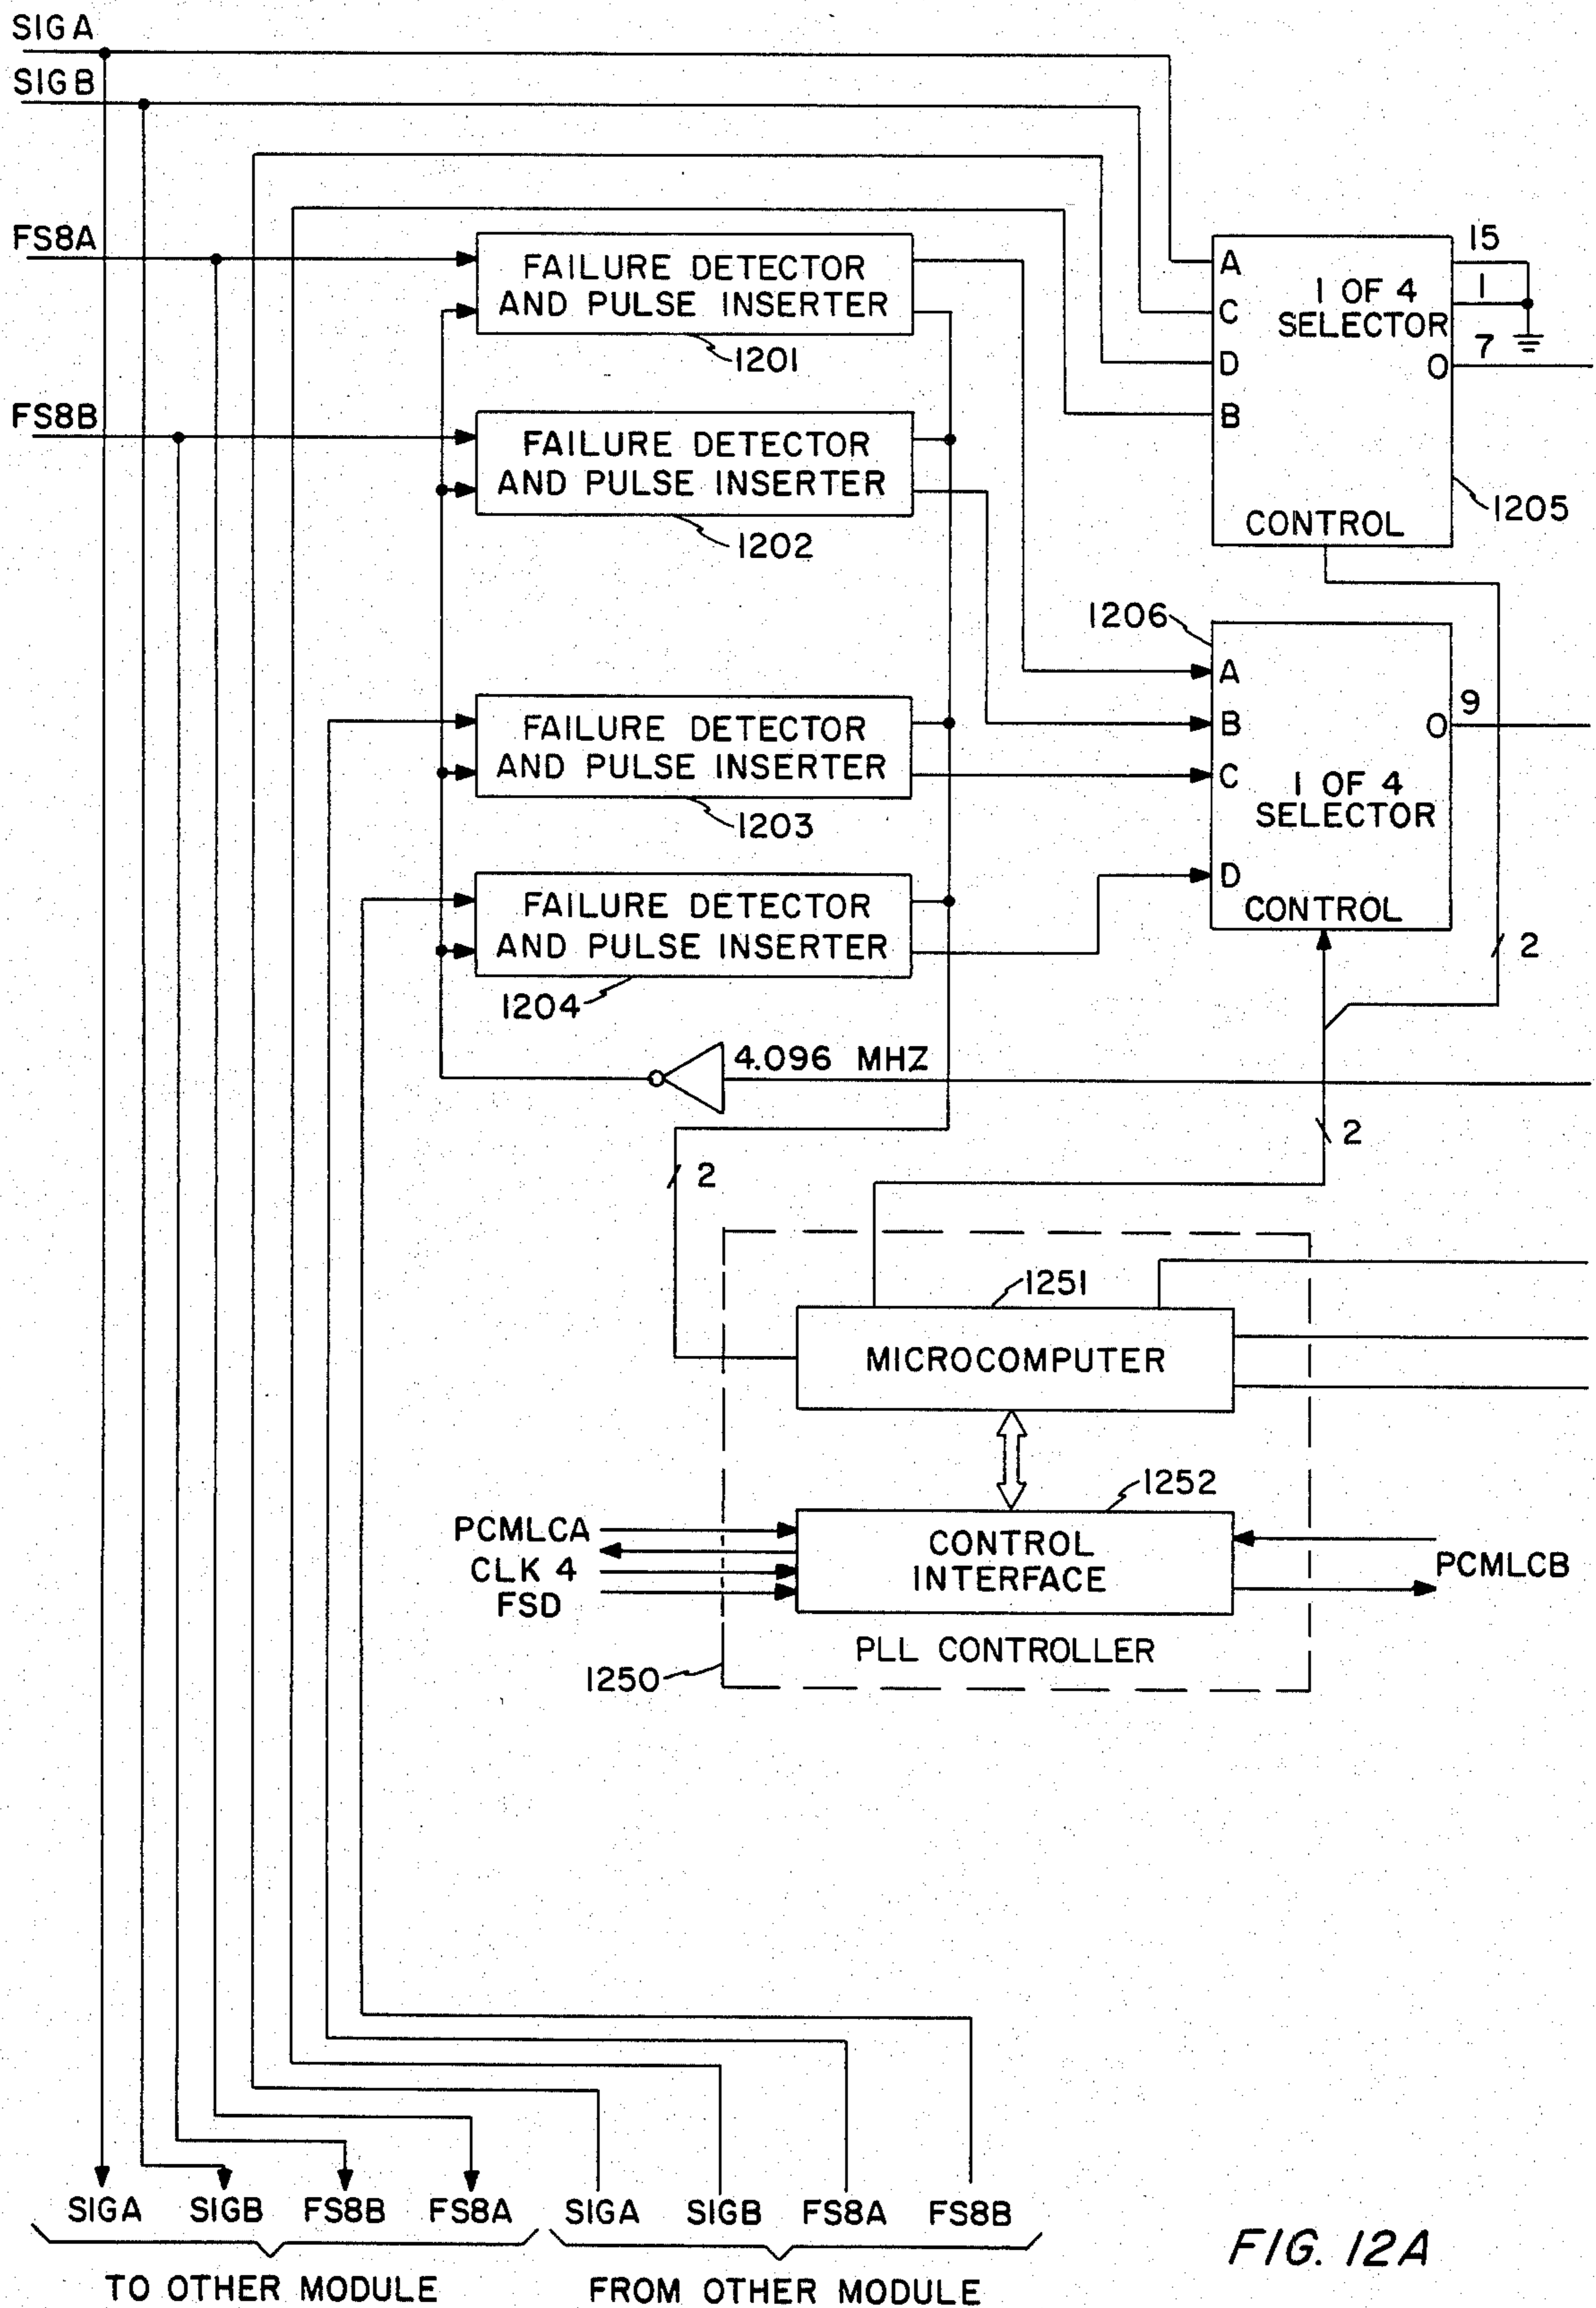 SIGA
SIGB
FS8A
FAILURE DETECTOR
AND PULSE INSERTER
1201
A
C
D
B
1 OF 4
SELECTOR
O
CONTROL
15
1
7
1205
FS8B
FAILURE DETECTOR
AND PULSE INSERTER
1202
1206
A
B
C
D
O
1 OF 4
SELECTOR
CONTROL
9
2
FAILURE DETECTOR
AND PULSE INSERTER
1203
FAILURE DETECTOR
AND PULSE INSERTER
1204
4.096 MHZ
2
2
1251
MICROCOMPUTER
1252
PCMLCA
CLK 4
FSD
CONTROL
INTERFACE
PCMLCB
PLL CONTROLLER
1250
SIGA SIGB FS8B FS8A SIGA SIGB FS8A FS8B
TO OTHER MODULE FROM OTHER MODULE
FIG. 12A